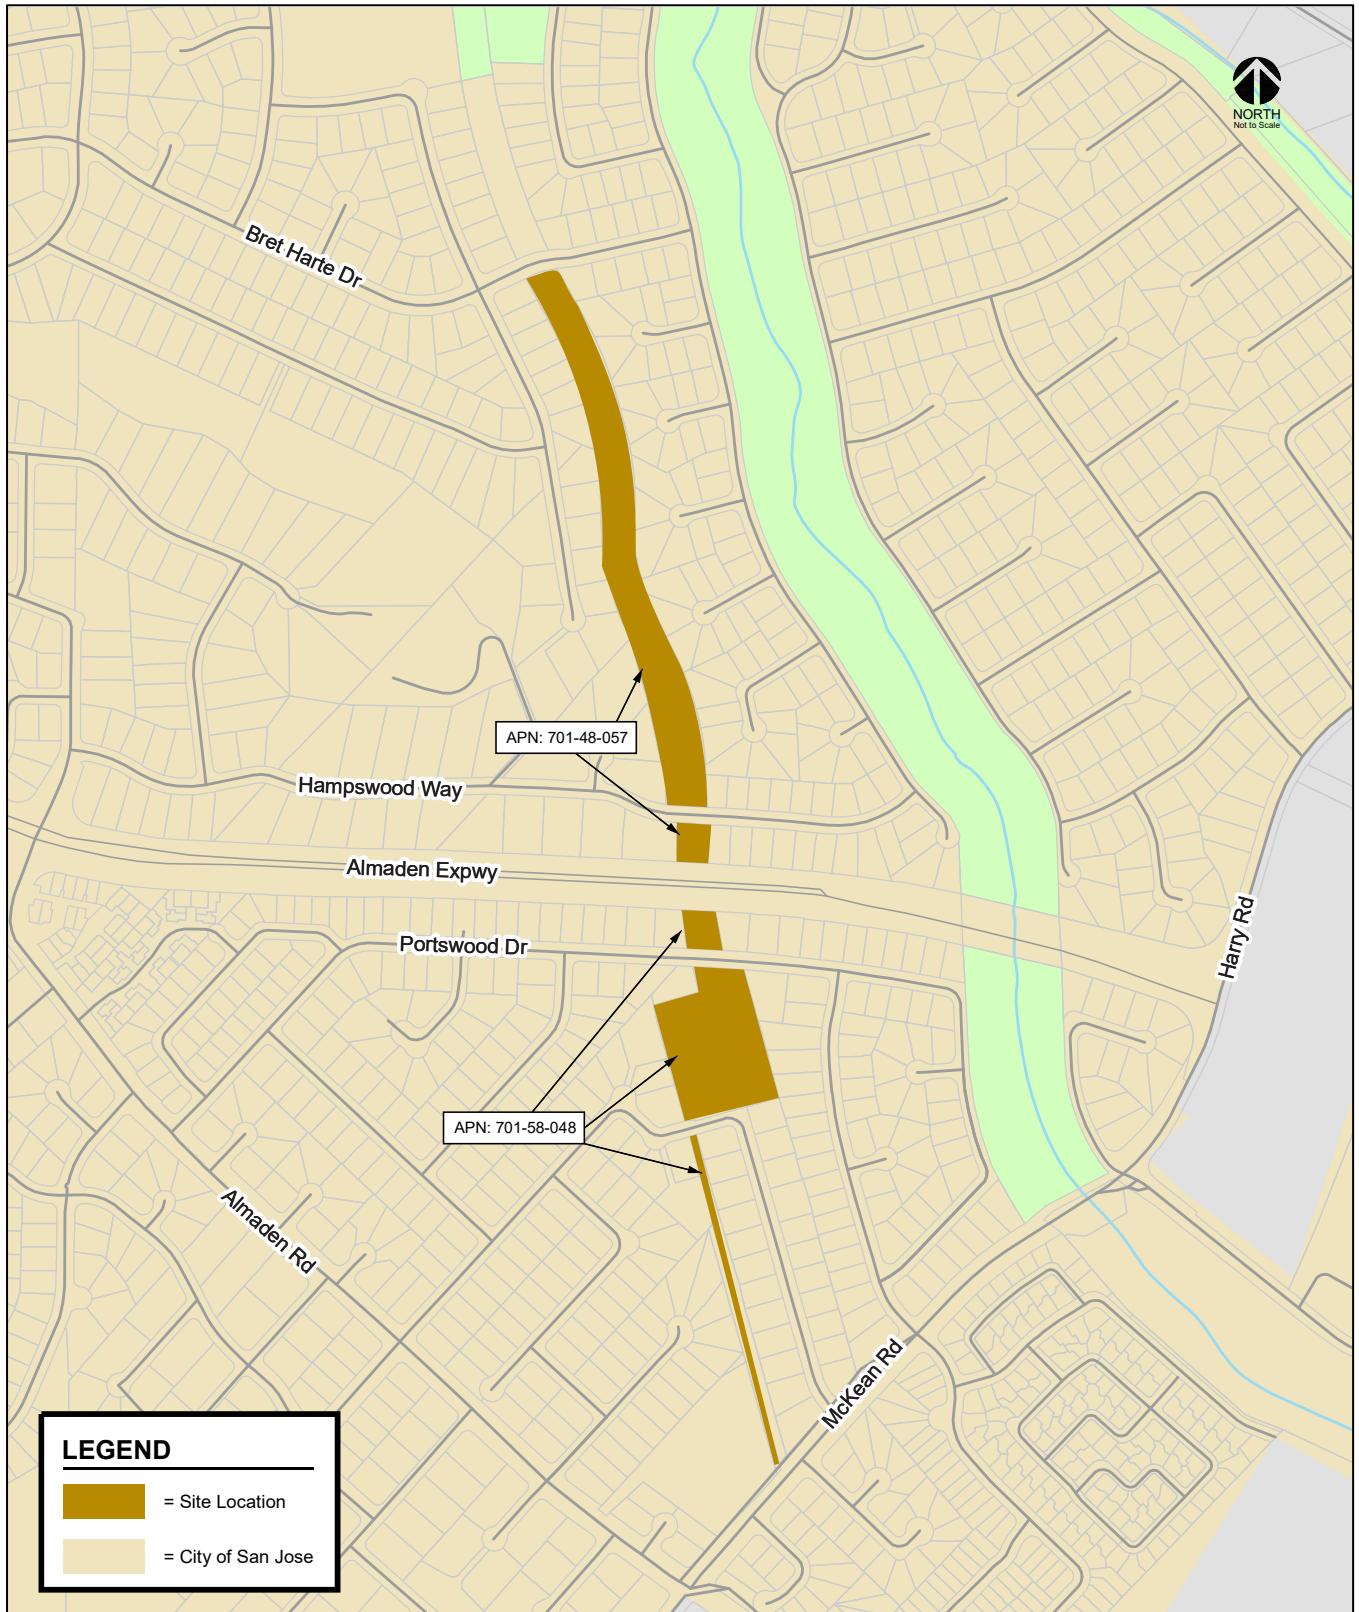 NORTH
Not to Scale
Bret Harte Dr
APN: 701-48-057
Hampswood Way
Almaden Expwy
Harry Rd
Portswood Dr
APN: 701-58-048
Almaden Rd
McKean Rd
LEGEND
= Site Location
= City of San Jose